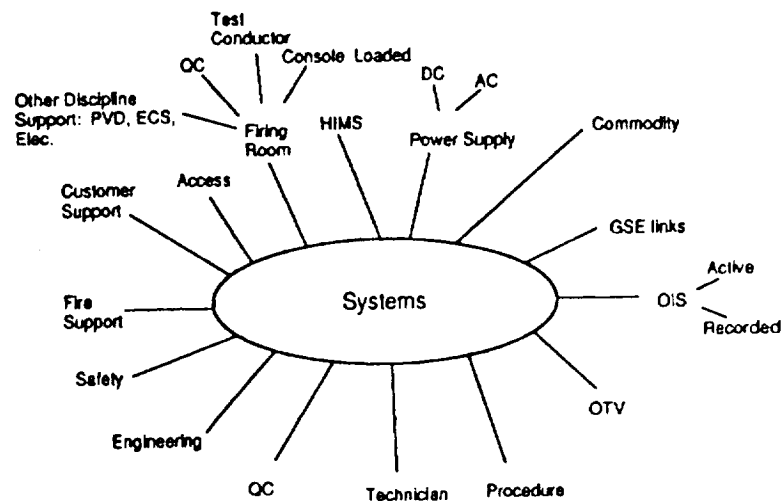 Test
Conductor
QC
Console Loaded
DC
AC
Other Discipline
Support: PVD, ECS,
Elec.
Firing
Room
HIMS
Power Supply
Commodity
Access
Customer
Support
GSE links
Active
OIS
Recorded
Systems
Fire
Support
Safety
OTV
Engineering
QC
Technician
Procedure